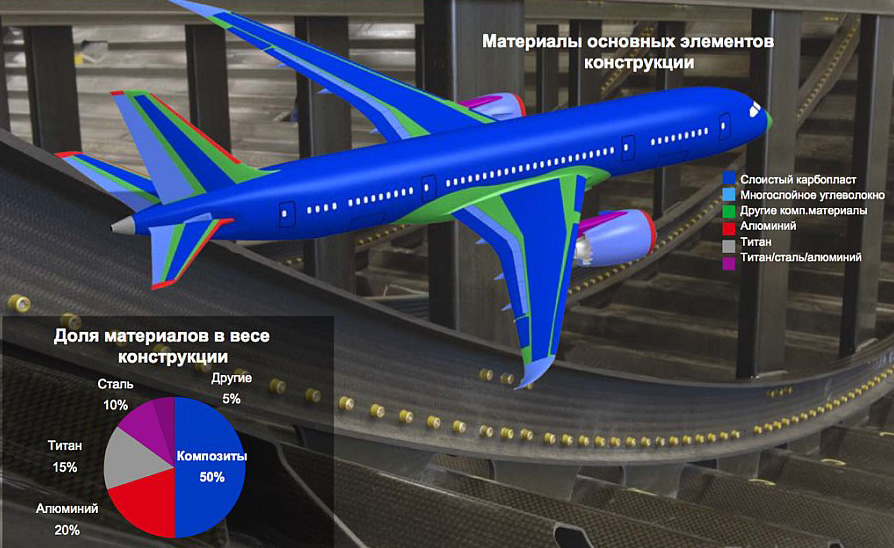 Материалы основных элементов
конструкции
Слоистый карбопласт
Многослойное углеволокно
Другие комп.материалы
Алюминий
Титан
Титан/сталь/алюминий
Доля материалов в весе
конструкции
Другие
5%
Сталь
10%
Титан
15%
Композиты
50%
Алюминий
20%